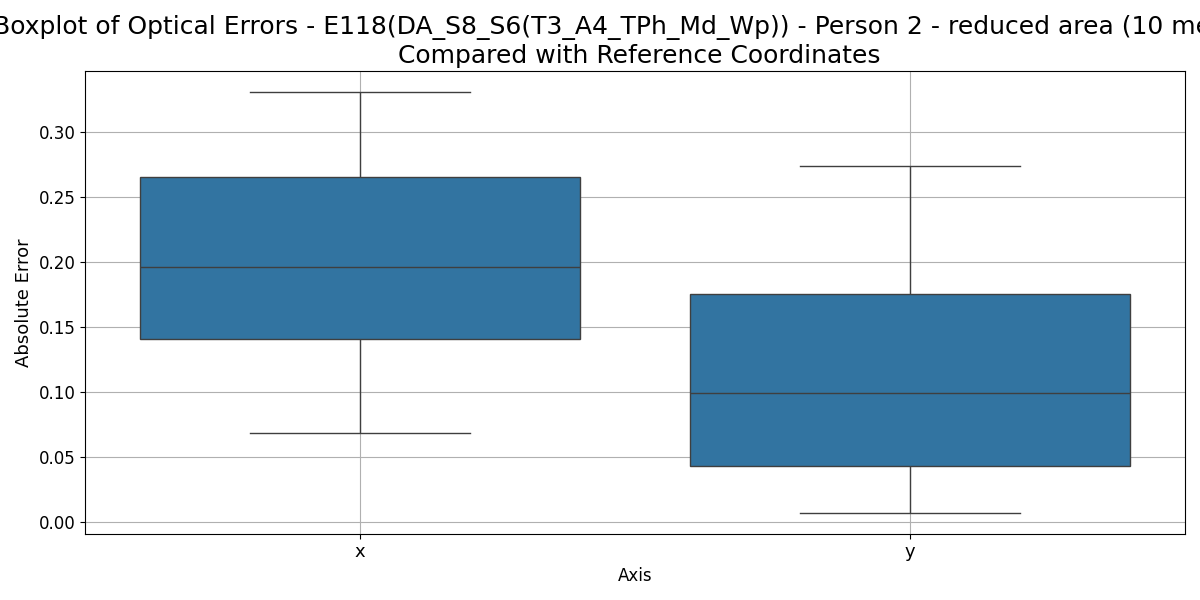 Boxplot of Optical Errors - E118(DA_S8_S6(T3_A4_TPh_Md_Wp)) - Person 2 - reduced area (10 me
Compared with Reference Coordinates
0.30
0.25
0.20
0.15
0.10
0.05
0.00
Absolute Error
x y
Axis